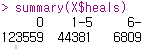 > summary(X$heals)
     0    1-5     6-
123559  44381   6809